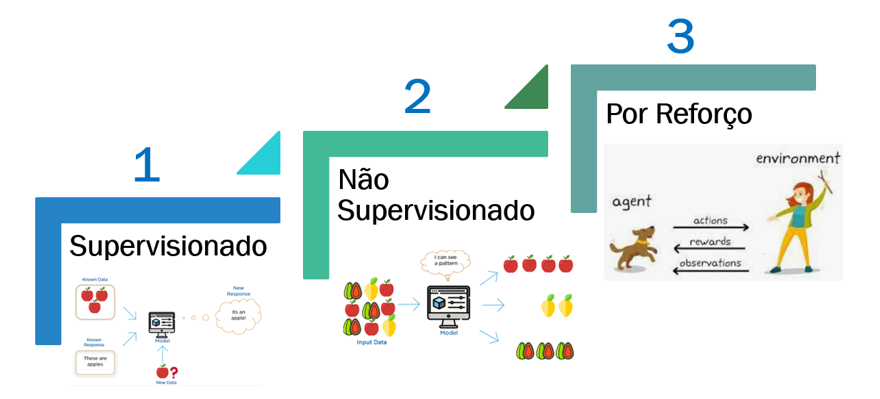 1
Supervisionado
Known Data
Known
Response
These are
apples
Model
New Data
?
New
Response
Its an
apple!
2
Não
Supervisionado
I can see
a pattern
Input Data
Model
3
Por Reforço
environment
agent
actions
rewards
observations